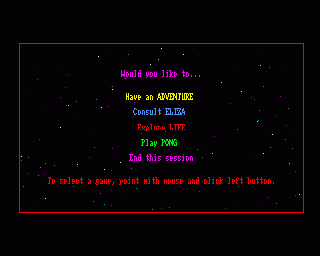 Would you like to...
Have an ADVENTURE
Consult ELIZA
Explore LIFE
Play PONG
End this session
To select a game, point with mouse and click left button.